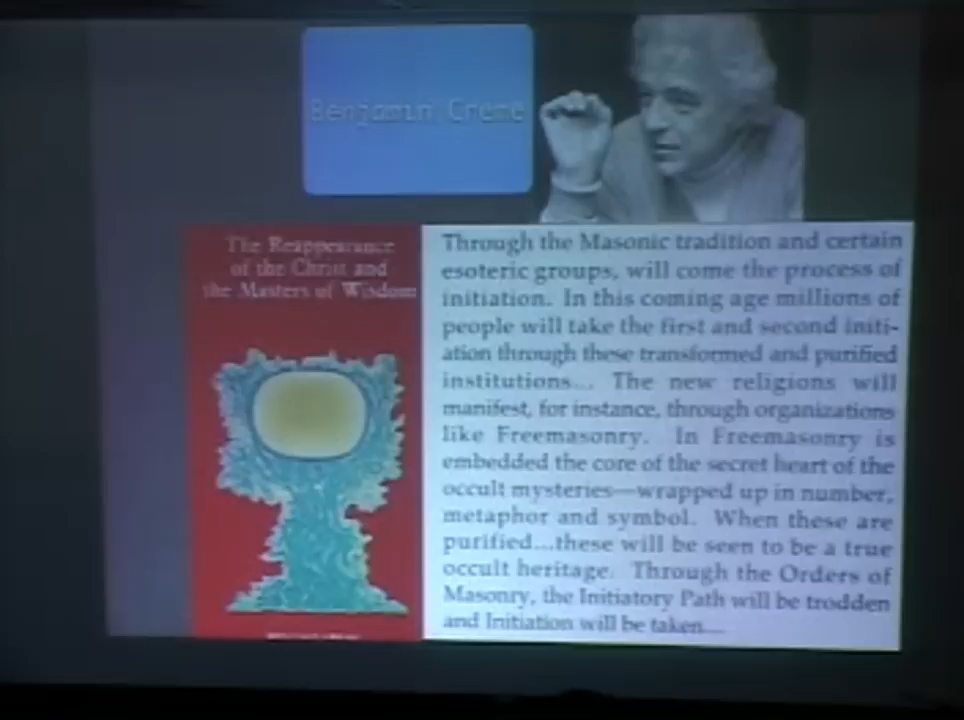 Benjamin Creme
The Reappearance
of the Christ and
the Masters of Wisdom
Through the Masonic tradition and certain
esoteric groups, will come the process of
initiation. In this coming age millions of
people will take the first and second initi-
ation through these transformed and purified
institutions... The new religions will
manifest, for instance, through organizations
like Freemasonry. In Freemasonry is
embedded the core of the secret heart of the
occult mysteries—wrapped up in number,
metaphor and symbol. When these are
purified...these will be seen to be a true
occult heritage. Through the Orders of
Masonry, the Initiatory Path will be trodden
and Initiation will be taken...